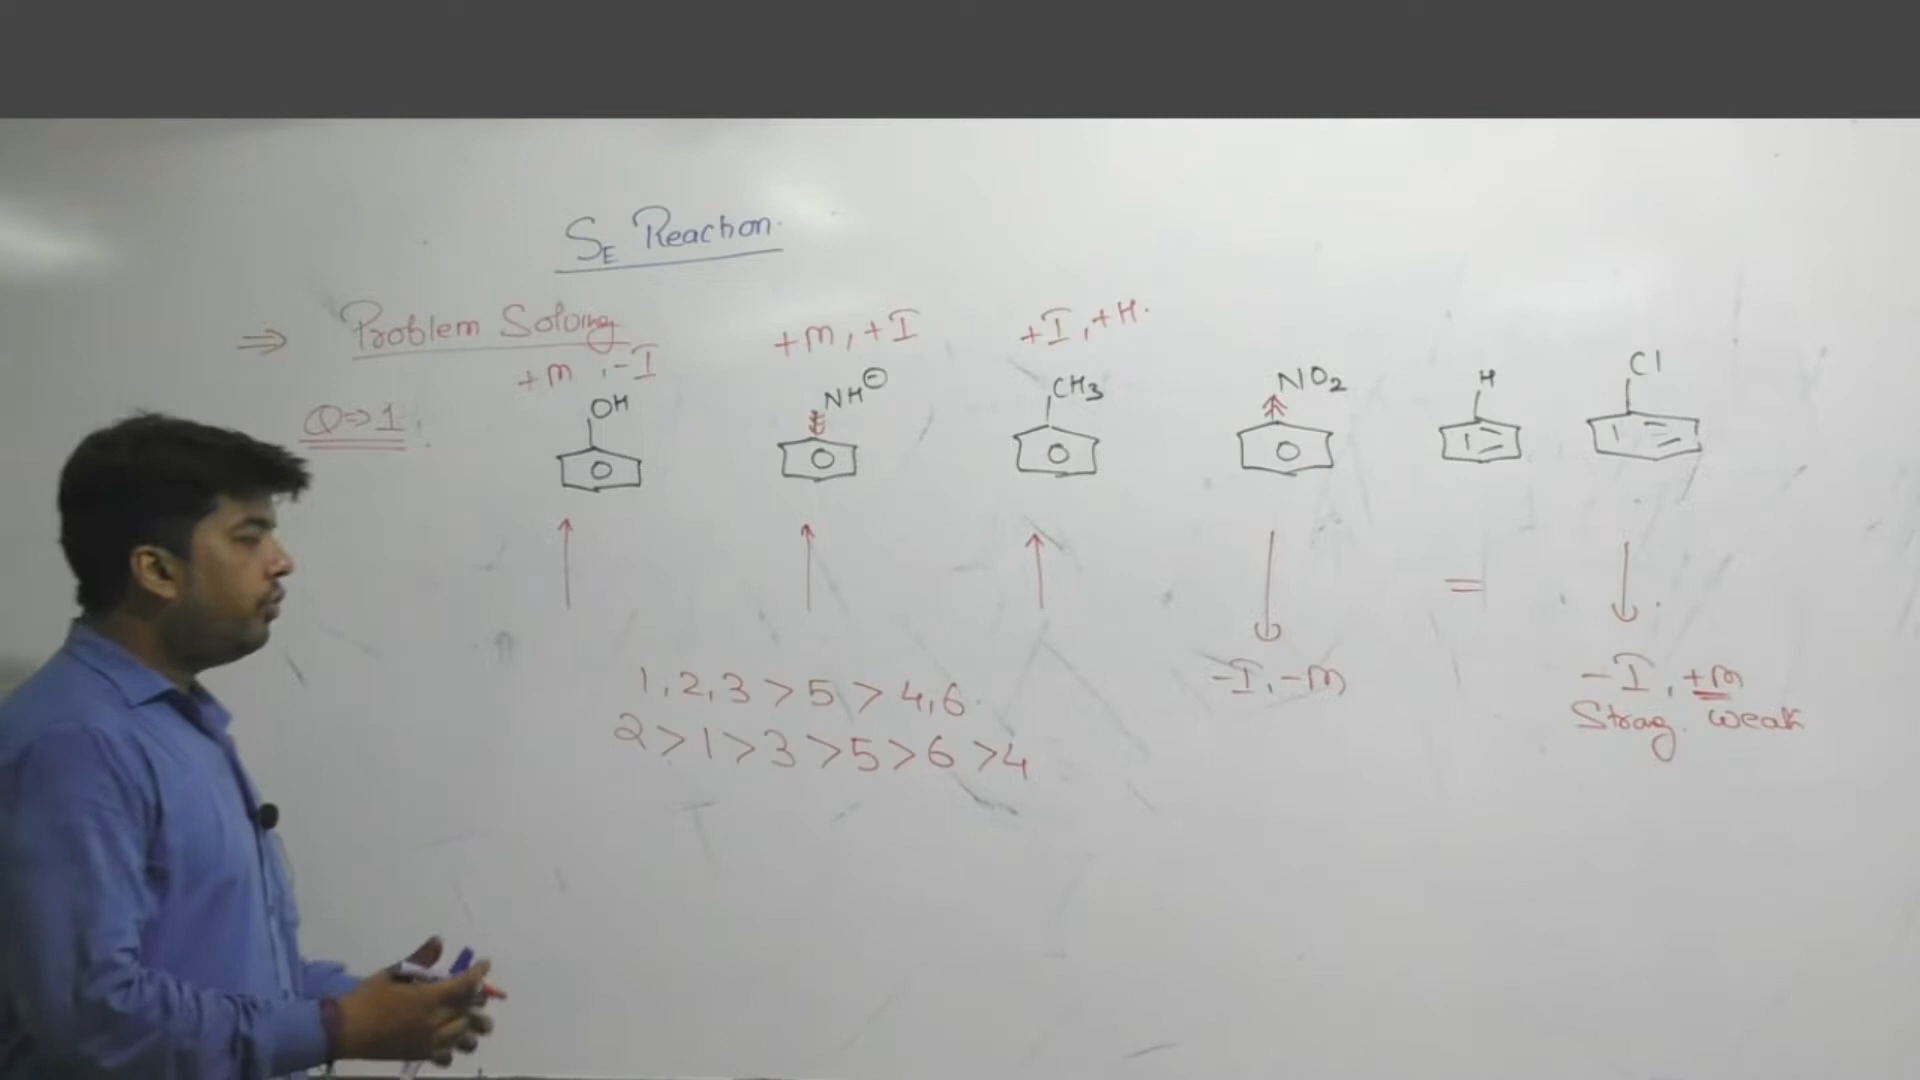 SE Reaction.
⇒ Problem Solving
Q⇒1.
+m, -I
+m, +I
+I, +H.
OH
NH⊖
CH3
NO2
H
Cl
=
-I, -m
-I, +m
Strong. weak
1,2,3 > 5 > 4,6.
2 > 1 > 3 > 5 > 6 > 4